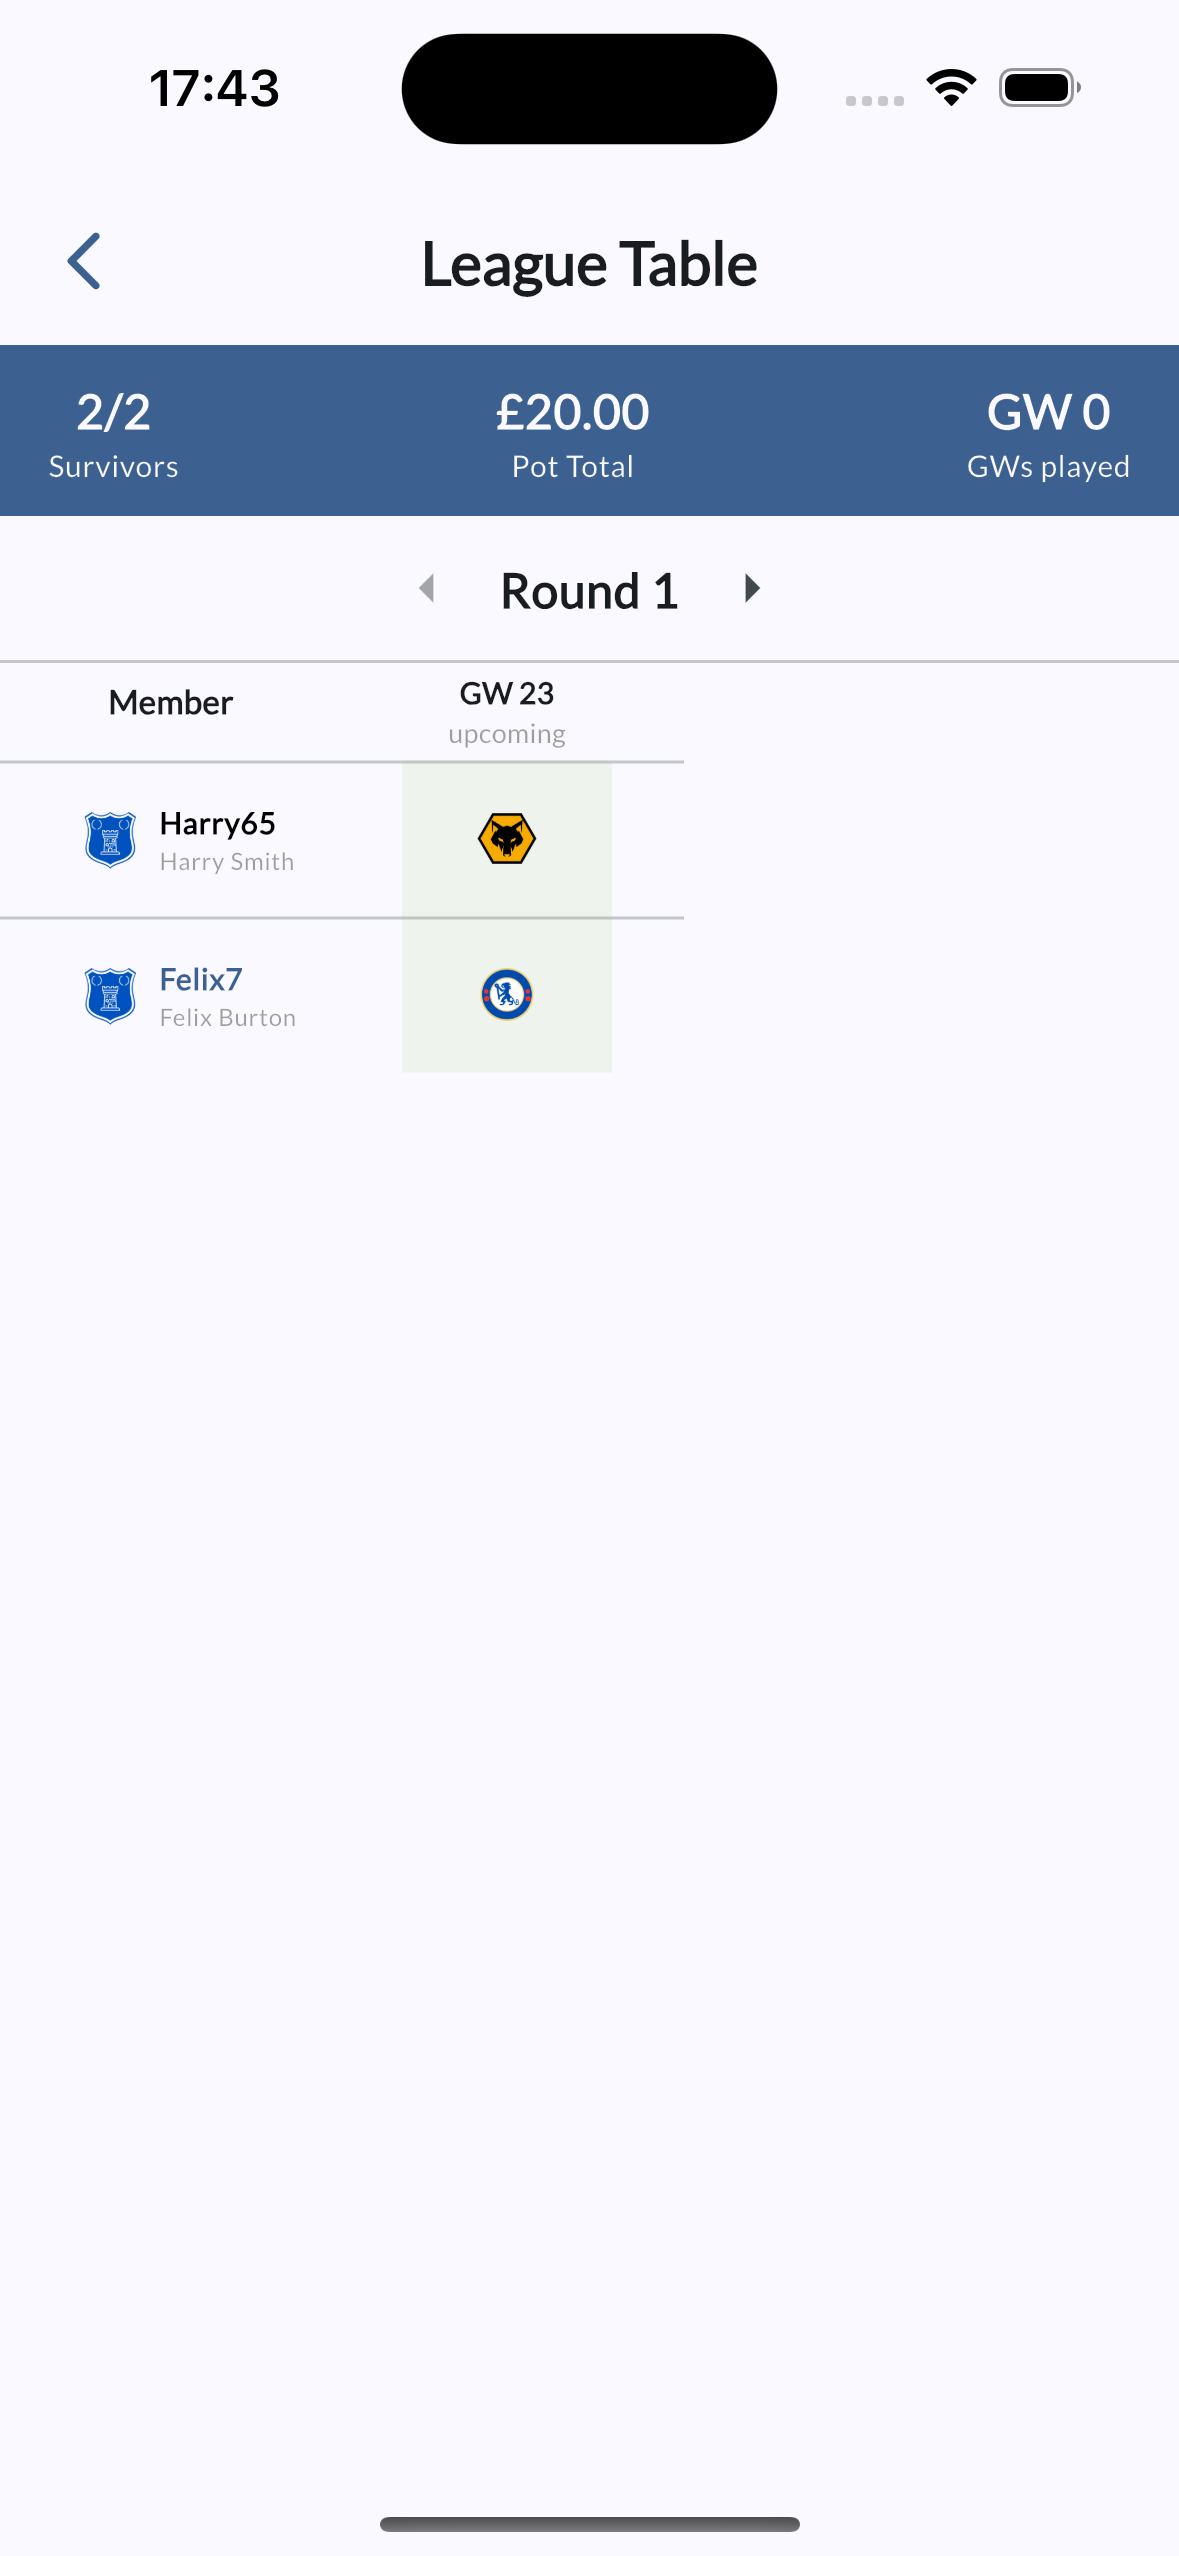 17:43
League Table
2/2
Survivors
£20.00
Pot Total
GW 0
GWs played
Round 1
Member
GW 23
upcoming
Harry65
Harry Smith
Felix7
Felix Burton